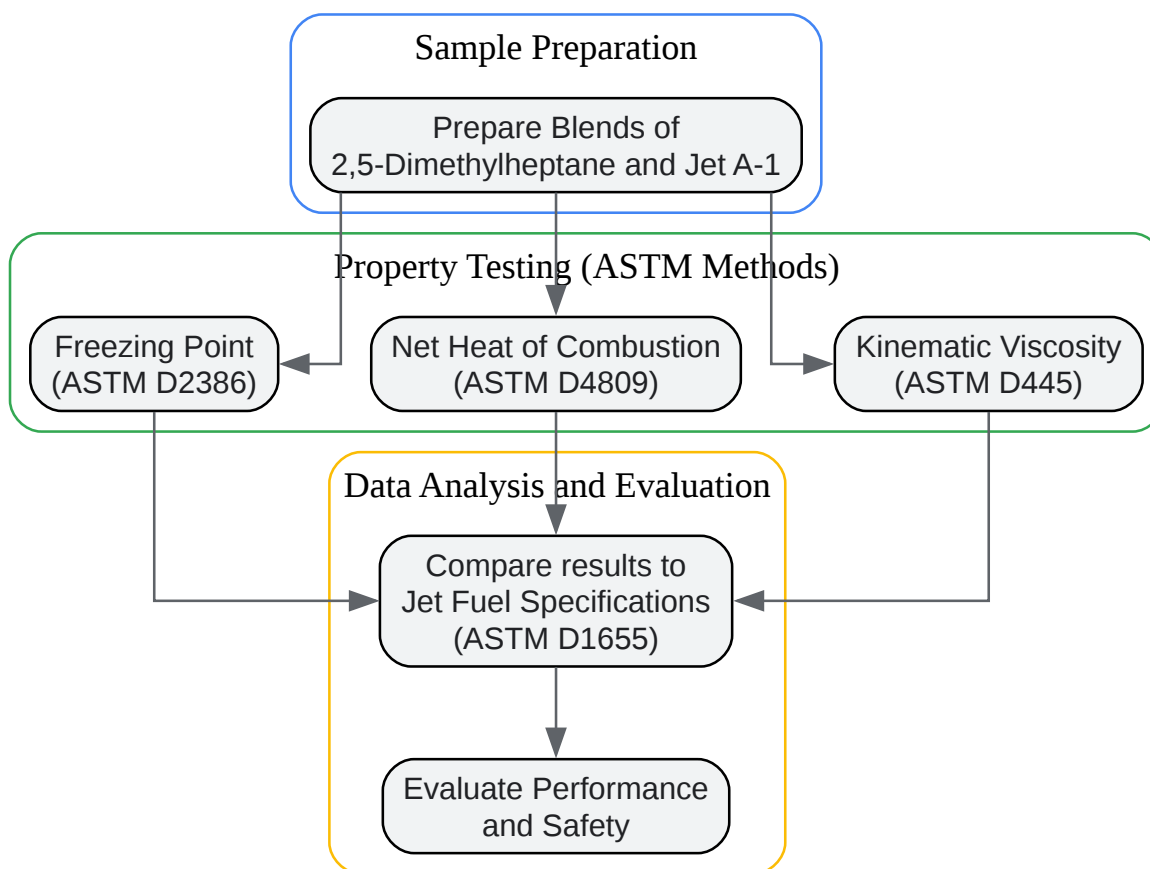 Sample Preparation
Prepare Blends of
2,5-Dimethylheptane and Jet A-1
Property Testing (ASTM Methods)
Freezing Point
(ASTM D2386)
Net Heat of Combustion
(ASTM D4809)
Kinematic Viscosity
(ASTM D445)
Data Analysis and Evaluation
Compare results to
Jet Fuel Specifications
(ASTM D1655)
Evaluate Performance
and Safety